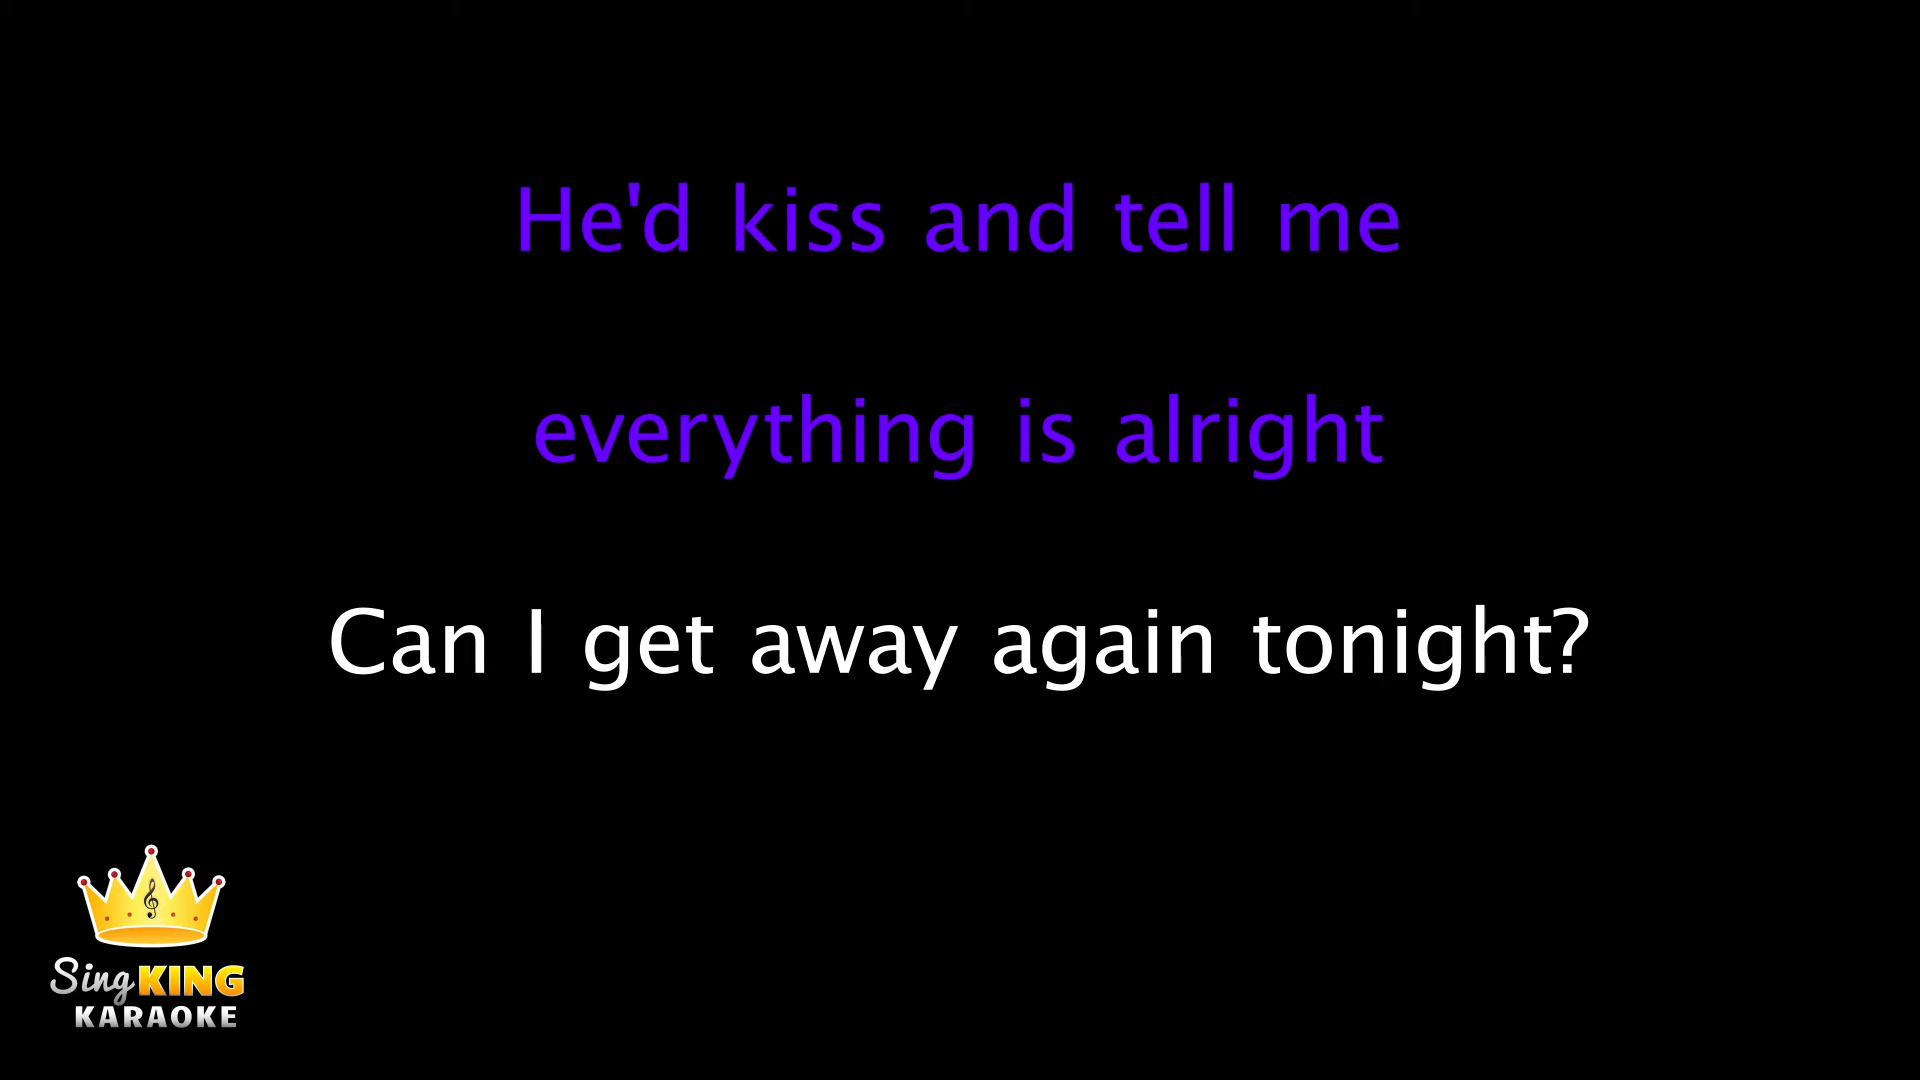 He'd kiss and tell me
everything is alright
Can I get away again tonight?
Sing KING
KARAOKE